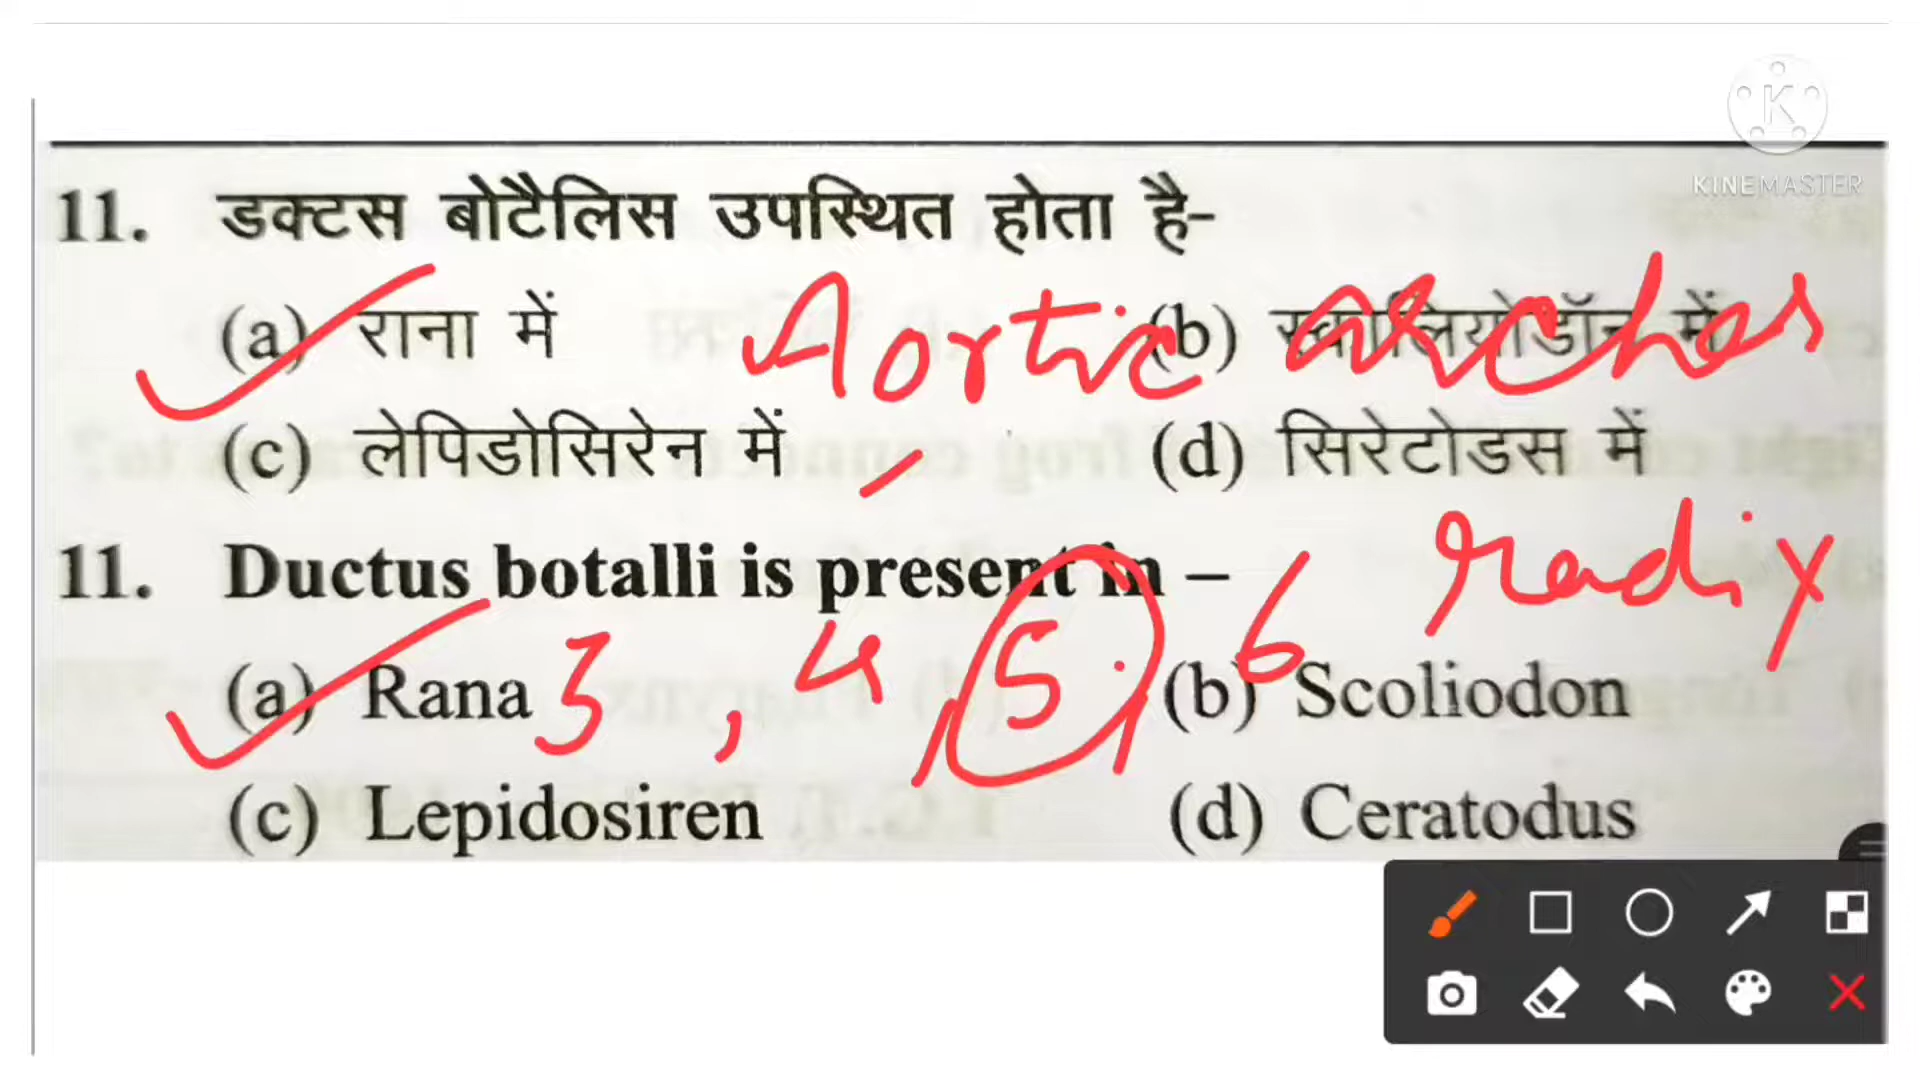 KINEMASTER
11. डक्टस बोटैलिस उपस्थित होता है-
(a) राना में (b) स्कोलियोडॉन में
Aortic arches
(c) लेपिडोसिरेन में (d) सिरेटोडस में
11. Ductus botalli is present in –
radix
3, 4, 5, 6
(a) Rana (b) Scoliodon
(c) Lepidosiren (d) Ceratodus